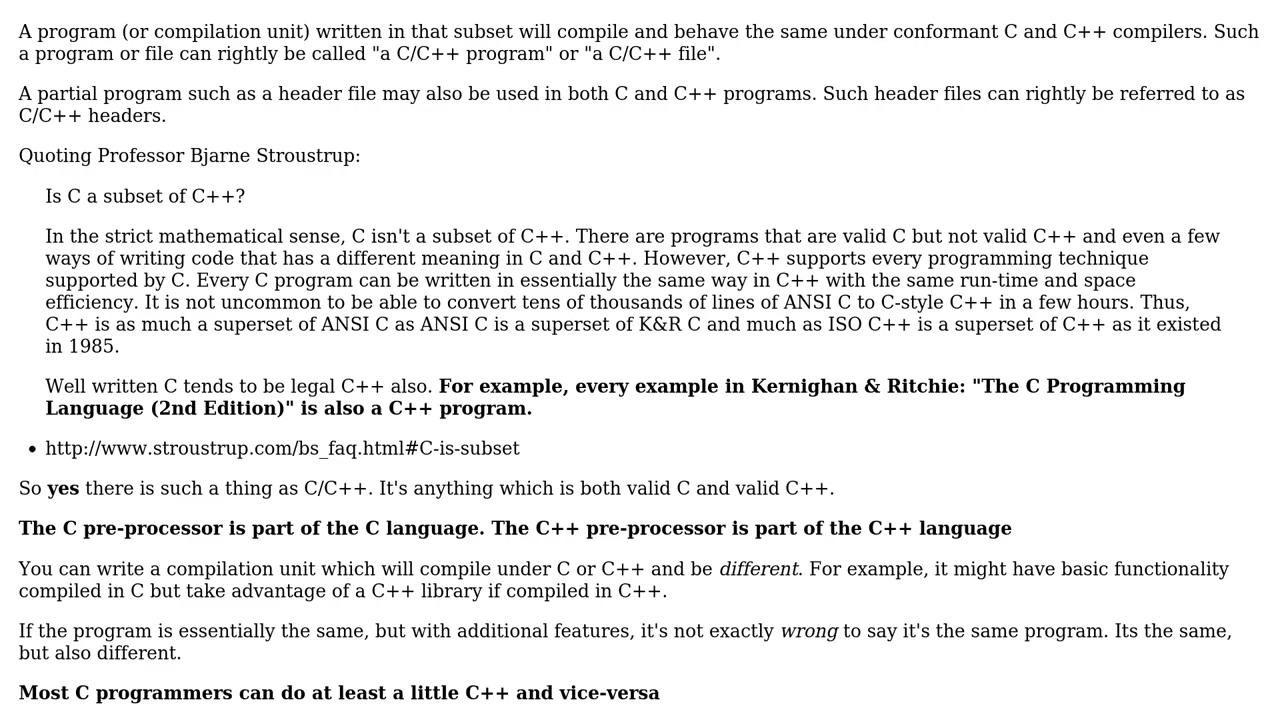 A program (or compilation unit) written in that subset will compile and behave the same under conformant C and C++ compilers. Such
a program or file can rightly be called "a C/C++ program" or "a C/C++ file".
A partial program such as a header file may also be used in both C and C++ programs. Such header files can rightly be referred to as
C/C++ headers.
Quoting Professor Bjarne Stroustrup:
Is C a subset of C++?
In the strict mathematical sense, C isn't a subset of C++. There are programs that are valid C but not valid C++ and even a few
ways of writing code that has a different meaning in C and C++. However, C++ supports every programming technique
supported by C. Every C program can be written in essentially the same way in C++ with the same run-time and space
efficiency. It is not uncommon to be able to convert tens of thousands of lines of ANSI C to C-style C++ in a few hours. Thus,
C++ is as much a superset of ANSI C as ANSI C is a superset of K&R C and much as ISO C++ is a superset of C++ as it existed
in 1985.
Well written C tends to be legal C++ also. For example, every example in Kernighan & Ritchie: "The C Programming
Language (2nd Edition)" is also a C++ program.
• http://www.stroustrup.com/bs_faq.html#C-is-subset
So yes there is such a thing as C/C++. It's anything which is both valid C and valid C++.
The C pre-processor is part of the C language. The C++ pre-processor is part of the C++ language
You can write a compilation unit which will compile under C or C++ and be different. For example, it might have basic functionality
compiled in C but take advantage of a C++ library if compiled in C++.
If the program is essentially the same, but with additional features, it's not exactly wrong to say it's the same program. Its the same,
but also different.
Most C programmers can do at least a little C++ and vice-versa